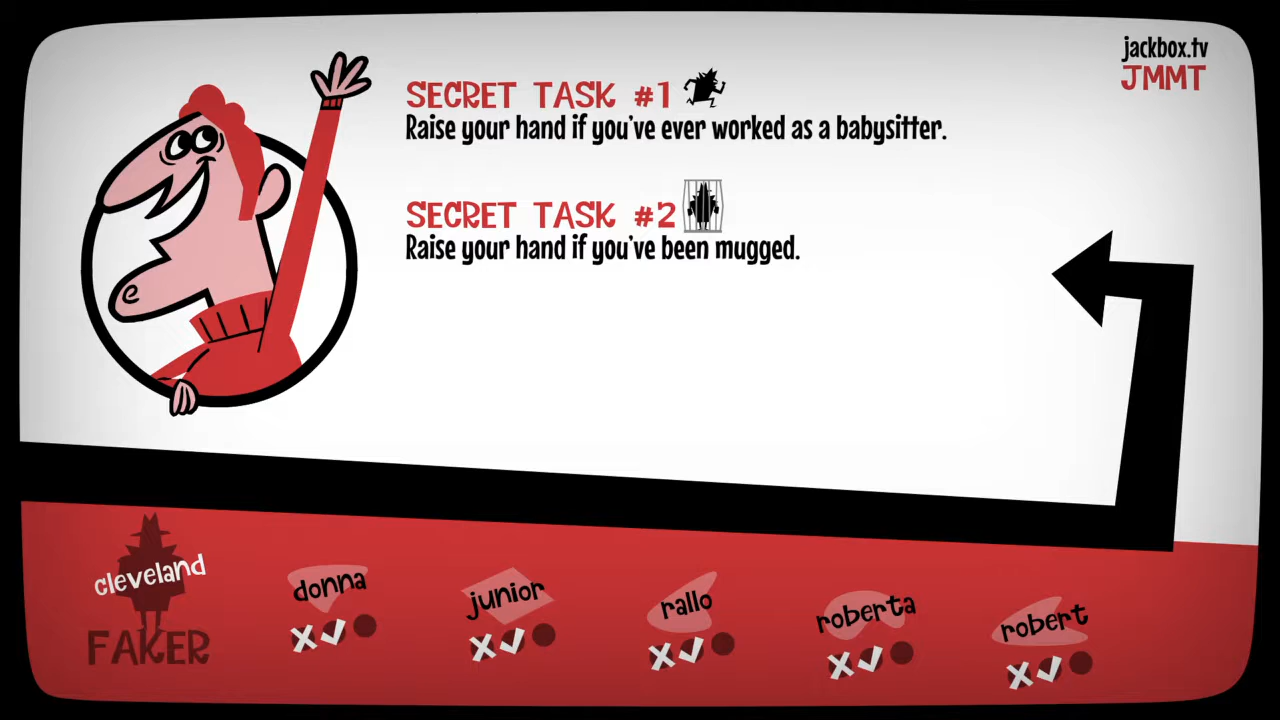 jackbox.tv
JMMT
SECRET TASK #1
Raise your hand if you've ever worked as a babysitter.
SECRET TASK #2
Raise your hand if you've been mugged.
cleveland
FAKER
donna
junior
rallo
roberta
robert